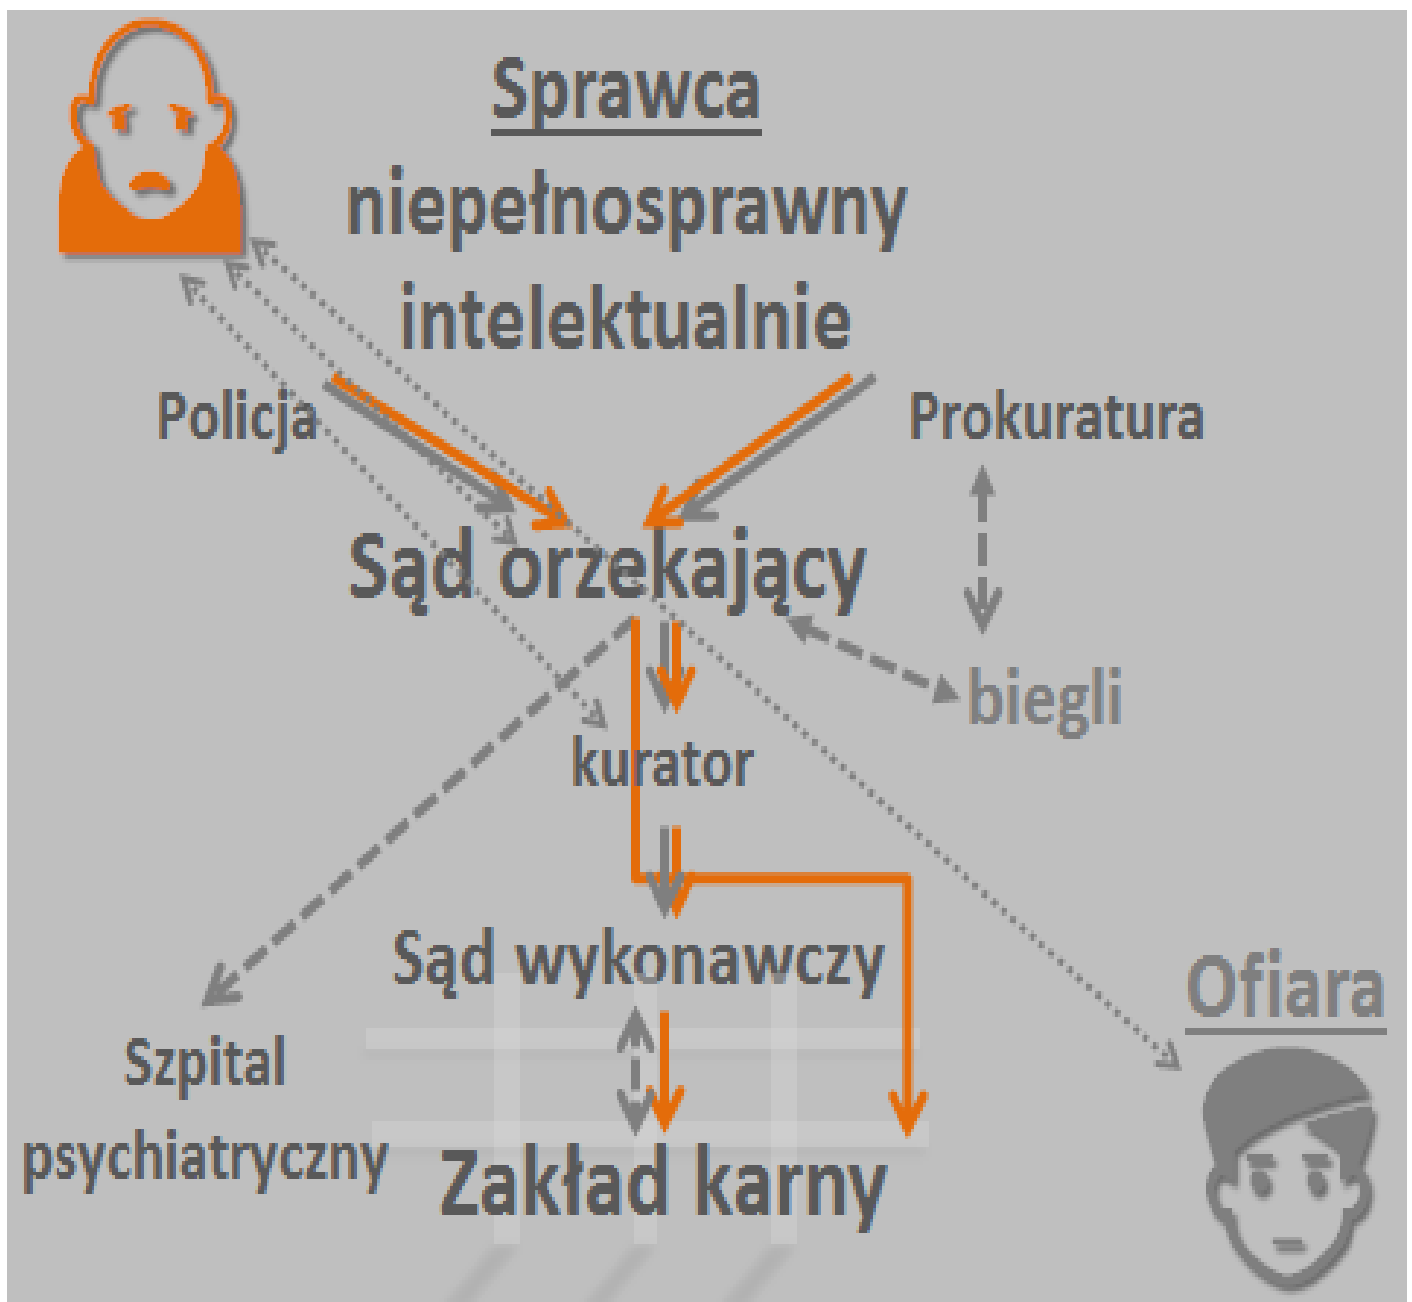 Sprawca
niepełnosprawny
intelektualnie
Policja
Prokuratura
Sąd orzekający
biegli
kurator
Sąd wykonawczy
Ofiara
Szpital
psychiatryczny
Zakład karny